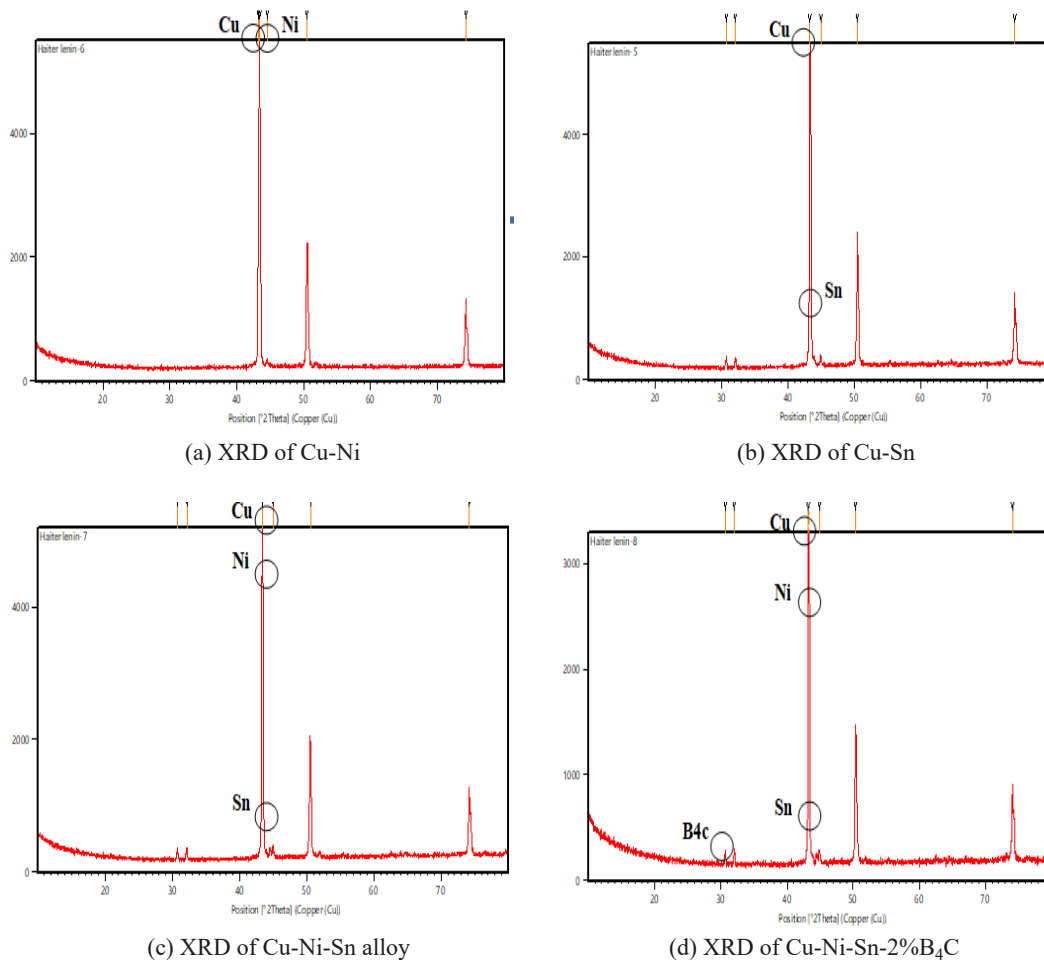 Cu Ni
Haiter lenin-6
4000
2000
0
10 20 30 40 50 60 70
Position [°2Theta] (Copper (Cu))
(a) XRD of Cu-Ni
Cu
Haiter lenin-5
4000
2000
Sn
0
20 30 40 50 60 70
Position [°2Theta] (Copper (Cu))
(b) XRD of Cu-Sn
Cu
Haiter lenin-7
Ni
4000
2000
Sn
0
20 30 40 50 60 70
Position [°2Theta] (Copper (Cu))
(c) XRD of Cu-Ni-Sn alloy
Cu
Haiter lenin-8
3000
Ni
2000
1000
Sn
B4c
0
20 30 40 50 60 70
Position [°2Theta] (Copper (Cu))
(d) XRD of Cu-Ni-Sn-2%B₄C